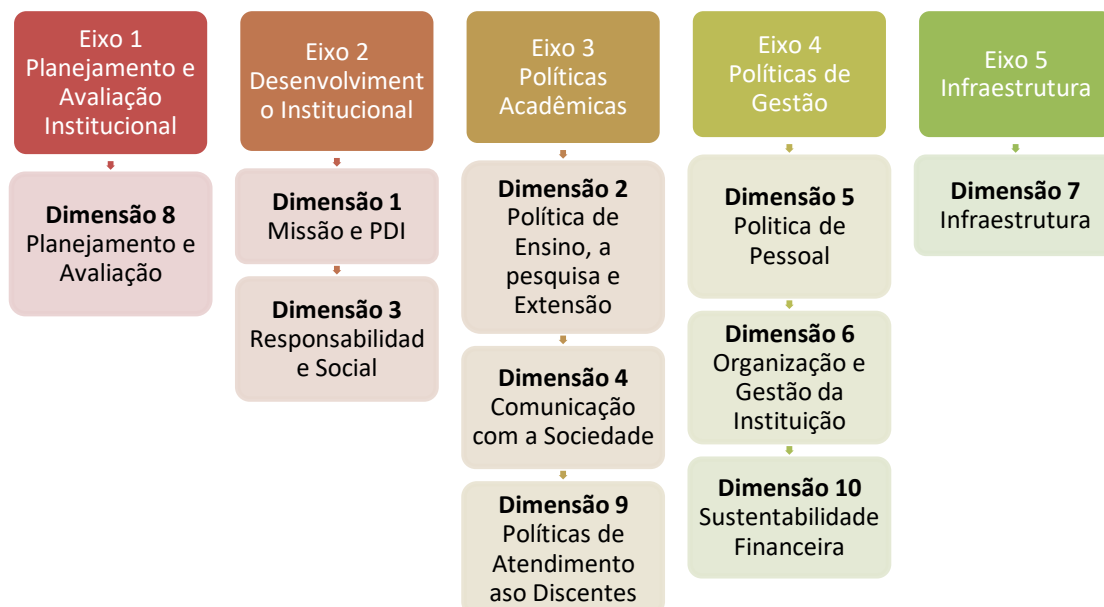 Eixo 1
Planejamento e
Avaliação
Institucional
Dimensão 8
Planejamento e
Avaliação
Eixo 2
Desenvolviment
o Institucional
Dimensão 1
Missão e PDI
Dimensão 3
Responsabilidad
e Social
Eixo 3
Políticas
Acadêmicas
Dimensão 2
Política de
Ensino, a
pesquisa e
Extensão
Dimensão 4
Comunicação
com a Sociedade
Dimensão 9
Políticas de
Atendimento
aso Discentes
Eixo 4
Políticas de
Gestão
Dimensão 5
Politica de
Pessoal
Dimensão 6
Organização e
Gestão da
Instituição
Dimensão 10
Sustentabilidade
Financeira
Eixo 5
Infraestrutura
Dimensão 7
Infraestrutura